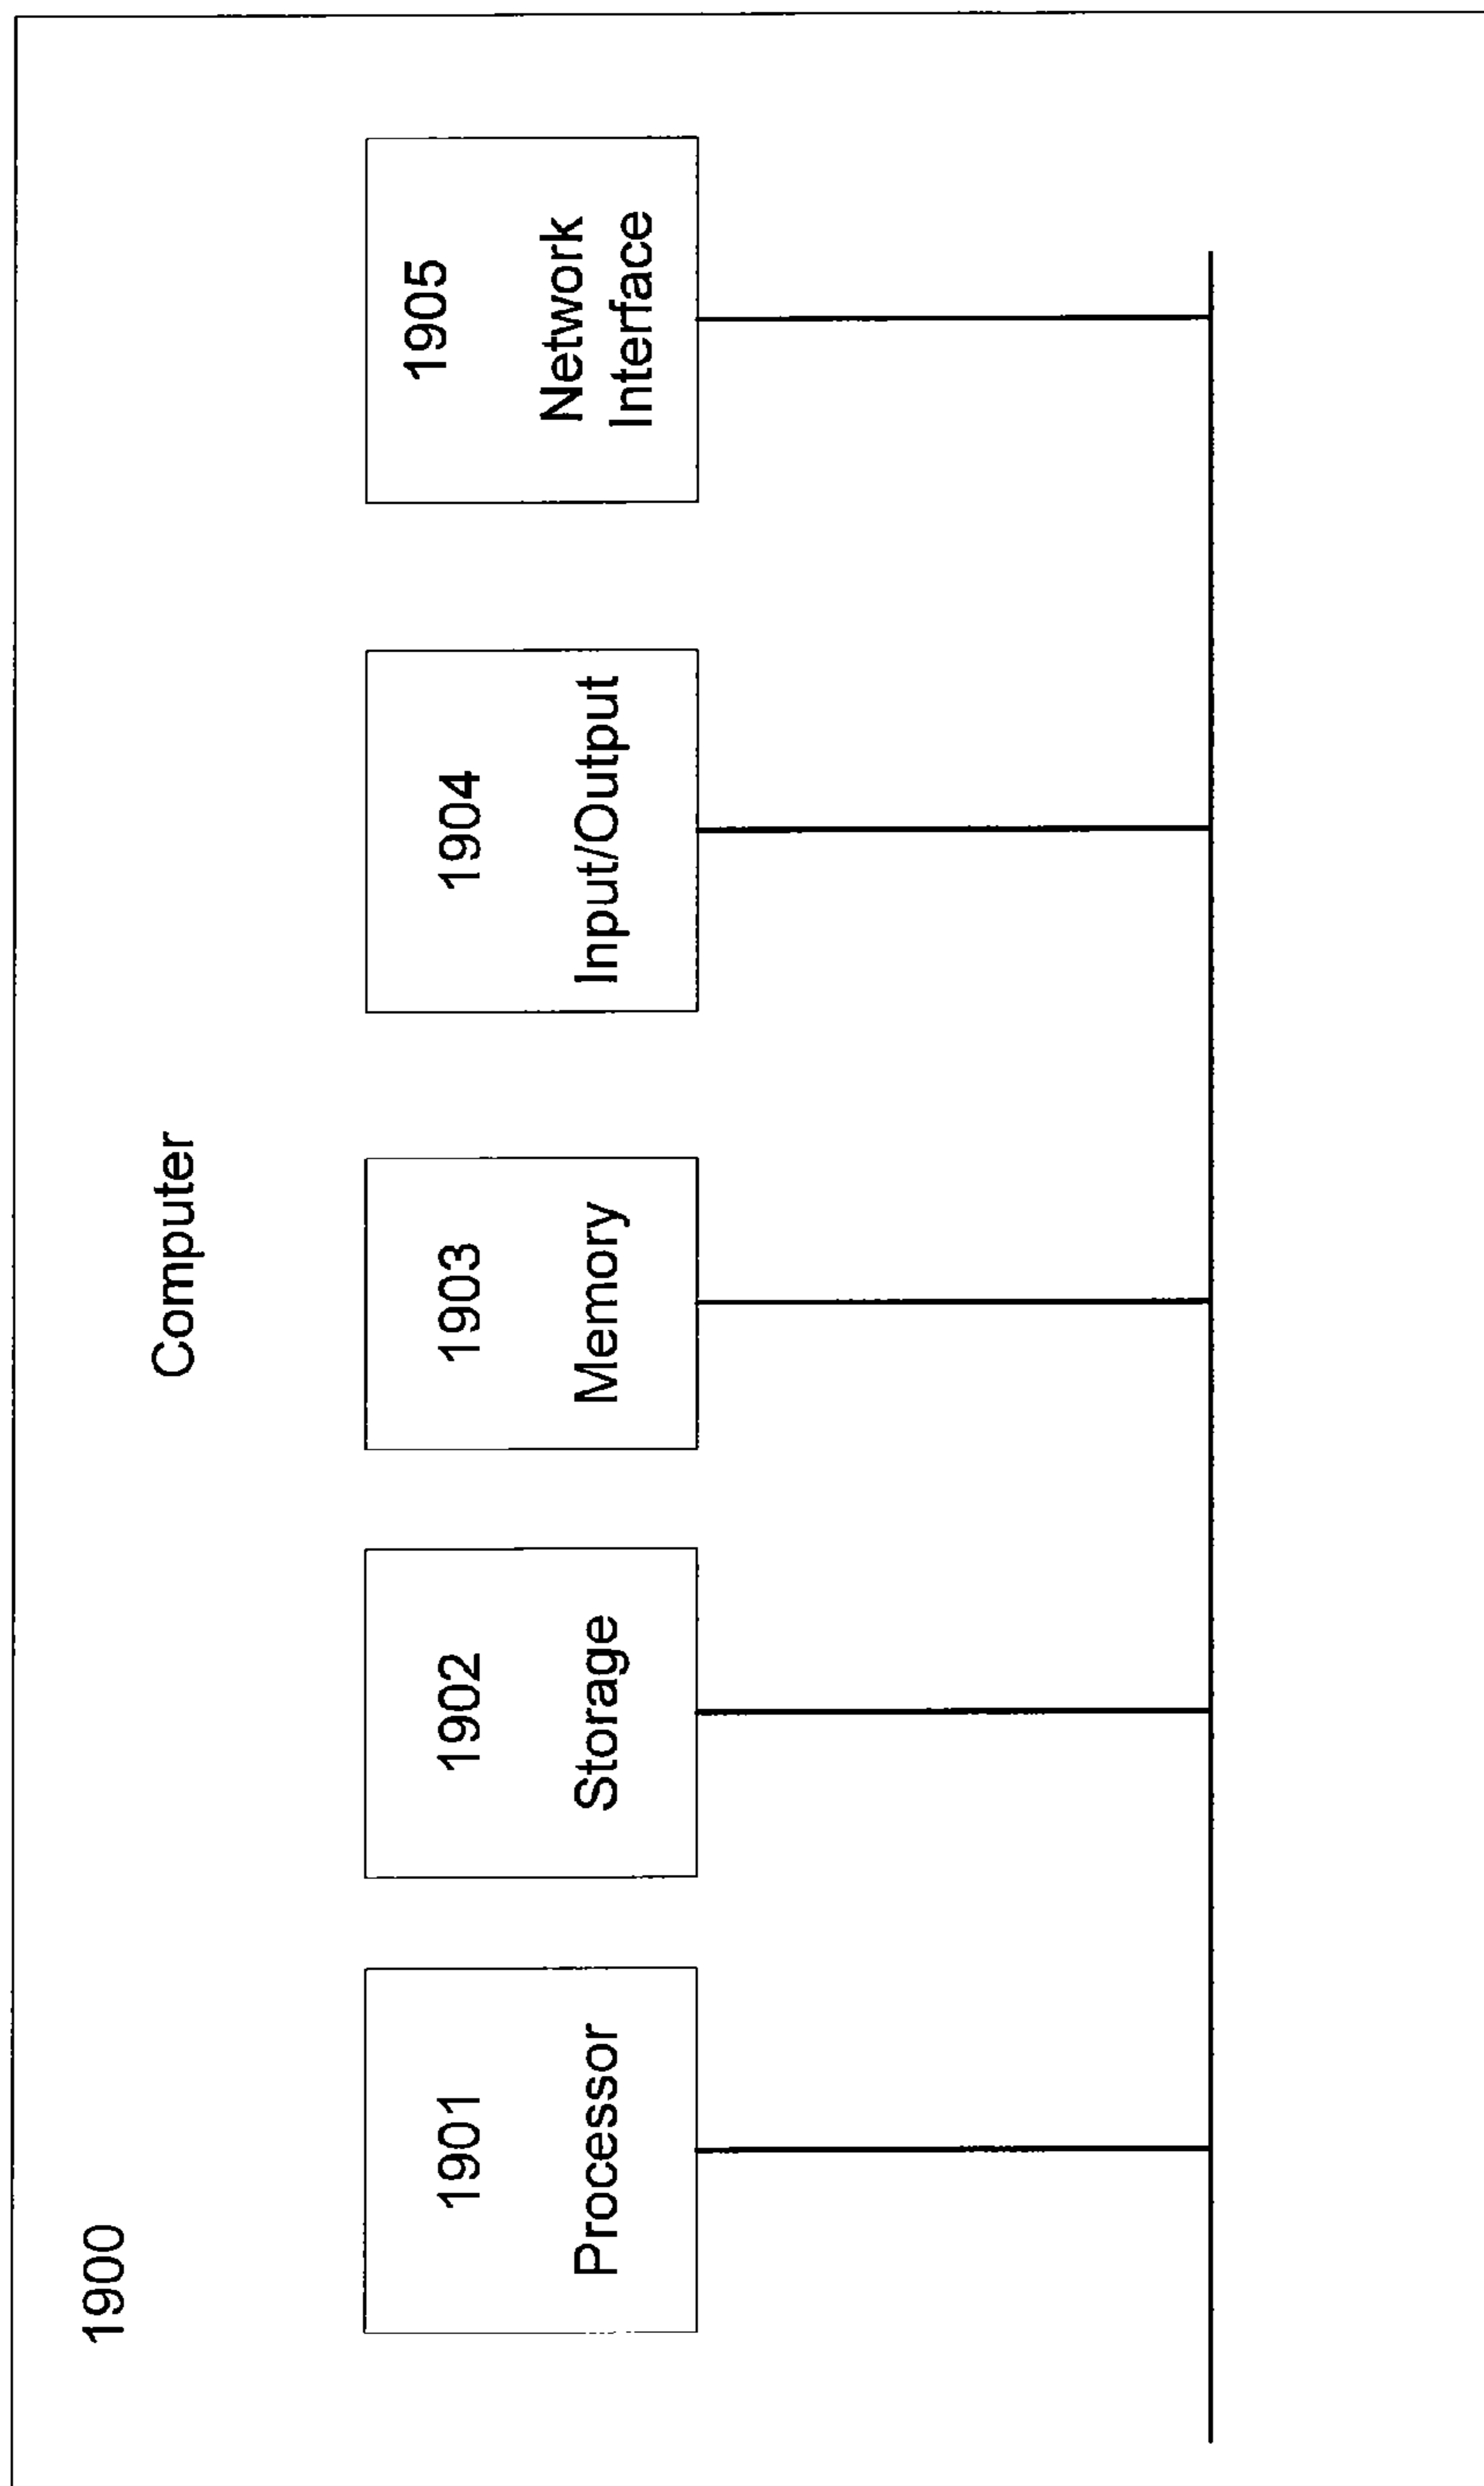 1900
Computer
1901
Processor
1902
Storage
1903
Memory
1904
Input/Output
1905
Network
Interface